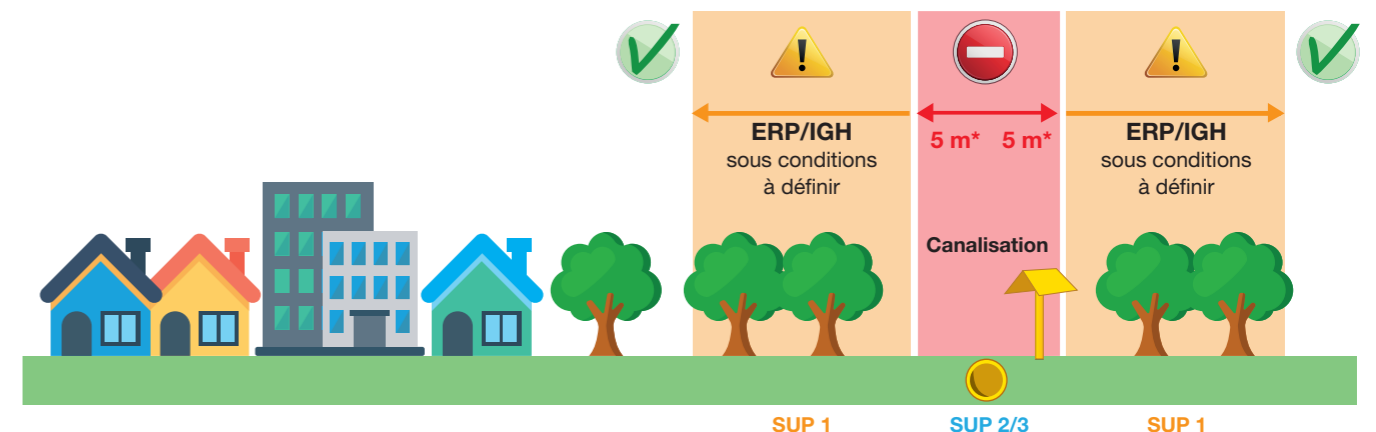 ERP/IGH
sous conditions
à définir
5 m* 5 m*
Canalisation
ERP/IGH
sous conditions
à définir
SUP 1
SUP 2/3
SUP 1